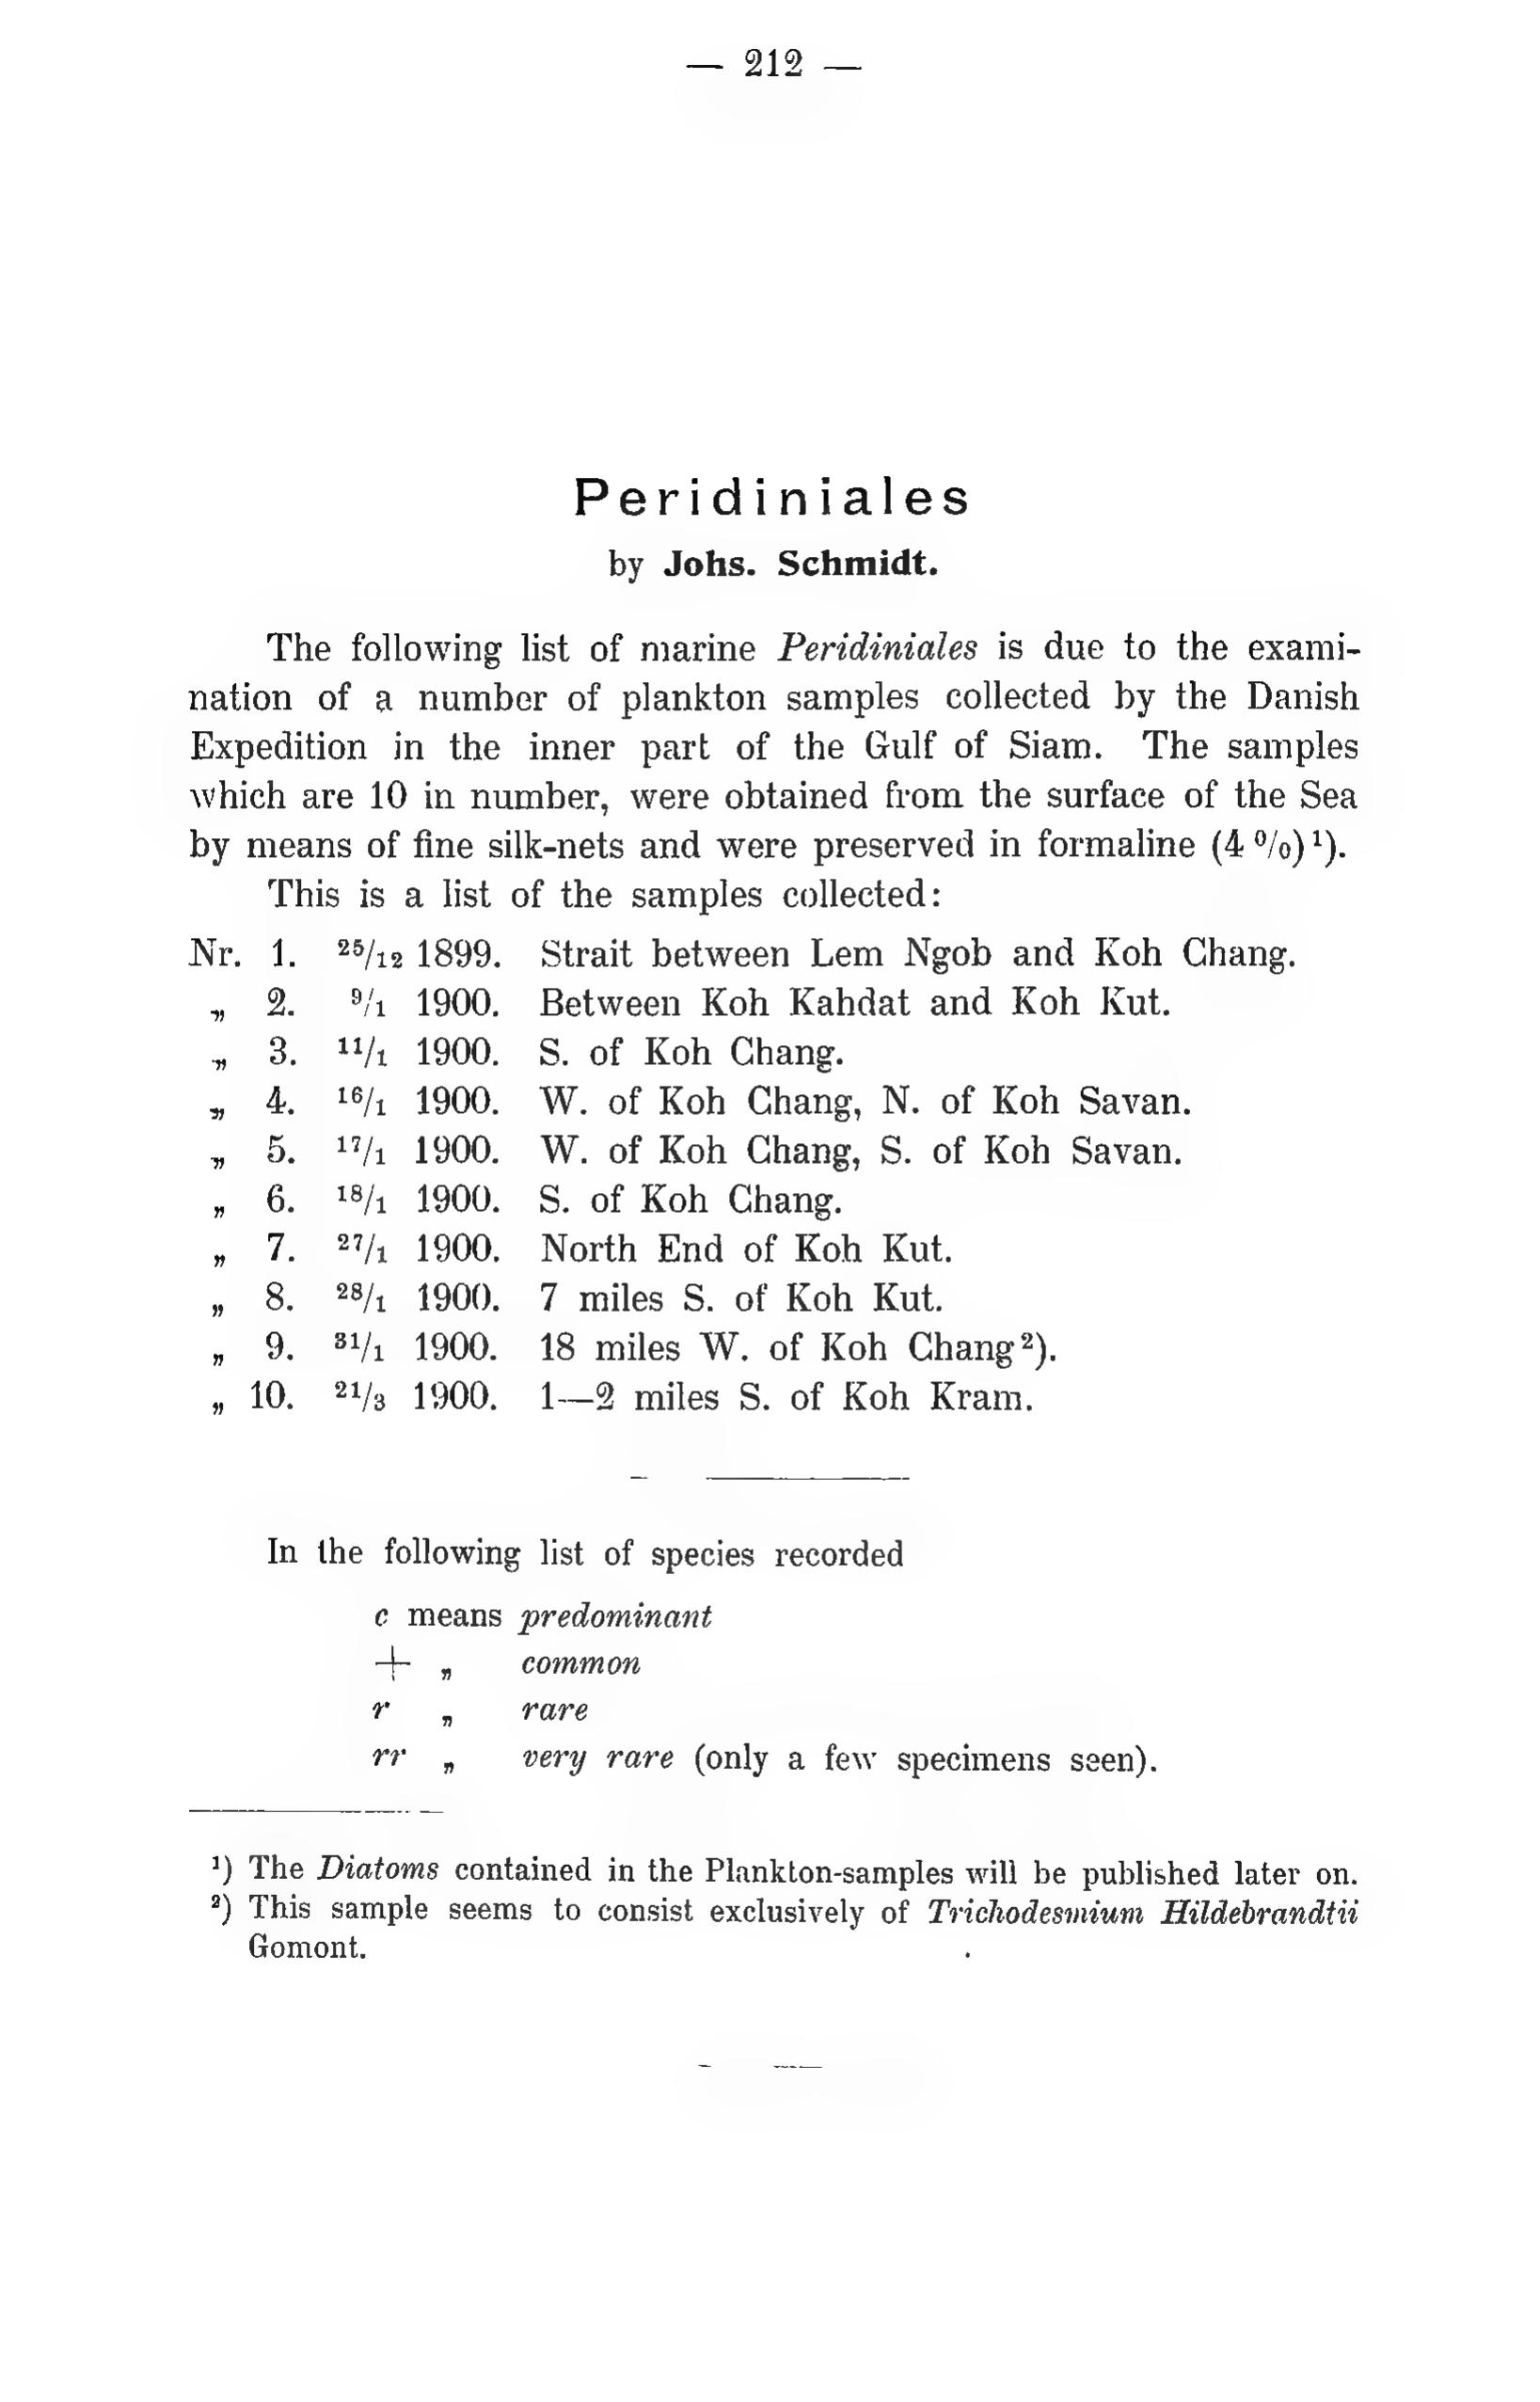 — 212 —
Peridiniales
by Johs. Schmidt.
The following list of marine Peridiniales is due to the exami-
nation of a number of plankton samples collected by the Danish
Expedition in the inner part of the Gulf of Siam. The samples
which are 10 in number, were obtained from the surface of the Sea
by means of fine silk-nets and were preserved in formaline (4 %)¹).
This is a list of the samples collected:
Nr. 1. ²⁵/₁₂ 1899. Strait between Lem Ngob and Koh Chang.
„ 2. ⁹/₁ 1900. Between Koh Kahdat and Koh Kut.
„ 3. ¹¹/₁ 1900. S. of Koh Chang.
„ 4. ¹⁶/₁ 1900. W. of Koh Chang, N. of Koh Savan.
„ 5. ¹⁷/₁ 1900. W. of Koh Chang, S. of Koh Savan.
„ 6. ¹⁸/₁ 1900. S. of Koh Chang.
„ 7. ²⁷/₁ 1900. North End of Koh Kut.
„ 8. ²⁸/₁ 1900. 7 miles S. of Koh Kut.
„ 9. ³¹/₁ 1900. 18 miles W. of Koh Chang²).
„ 10. ²¹/₃ 1900. 1—2 miles S. of Koh Kram.
In the following list of species recorded
c means predominant
+ „ common
r „ rare
rr „ very rare (only a few specimens seen).
¹) The Diatoms contained in the Plankton-samples will be published later on.
²) This sample seems to consist exclusively of Trichodesmium Hildebrandtii
Gomont.